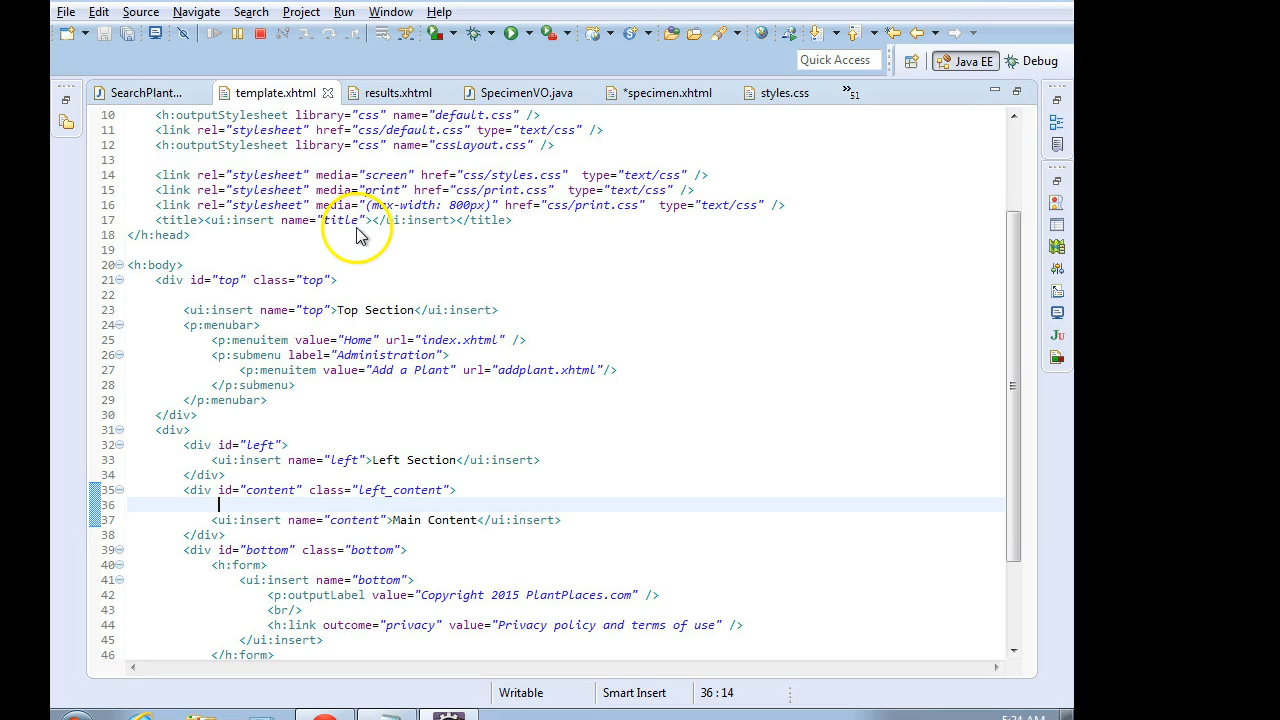 File Edit Source Navigate Search Project Run Window Help
Quick Access Java EE Debug
SearchPlant... template.xhtml results.xhtml SpecimenVO.java *specimen.xhtml styles.css »51
10 <h:outputStylesheet library="css" name="default.css" />
11 <link rel="stylesheet" href="css/default.css" type="text/css" />
12 <h:outputStylesheet library="css" name="cssLayout.css" />
13
14 <link rel="stylesheet" media="screen" href="css/styles.css" type="text/css" />
15 <link rel="stylesheet" media="print" href="css/print.css" type="text/css" />
16 <link rel="stylesheet" media="(max-width: 800px)" href="css/print.css" type="text/css" />
17 <title><ui:insert name="title"></ui:insert></title>
18 </h:head>
19
20 <h:body>
21 <div id="top" class="top">
22
23 <ui:insert name="top">Top Section</ui:insert>
24 <p:menubar>
25 <p:menuitem value="Home" url="index.xhtml" />
26 <p:submenu label="Administration">
27 <p:menuitem value="Add a Plant" url="addplant.xhtml"/>
28 </p:submenu>
29 </p:menubar>
30 </div>
31 <div>
32 <div id="left">
33 <ui:insert name="left">Left Section</ui:insert>
34 </div>
35 <div id="content" class="left_content">
36
37 <ui:insert name="content">Main Content</ui:insert>
38 </div>
39 <div id="bottom" class="bottom">
40 <h:form>
41 <ui:insert name="bottom">
42 <p:outputLabel value="Copyright 2015 PlantPlaces.com" />
43 <br/>
44 <h:link outcome="privacy" value="Privacy policy and terms of use" />
45 </ui:insert>
46 </h:form>
Writable Smart Insert 36 : 14
5:24 AM